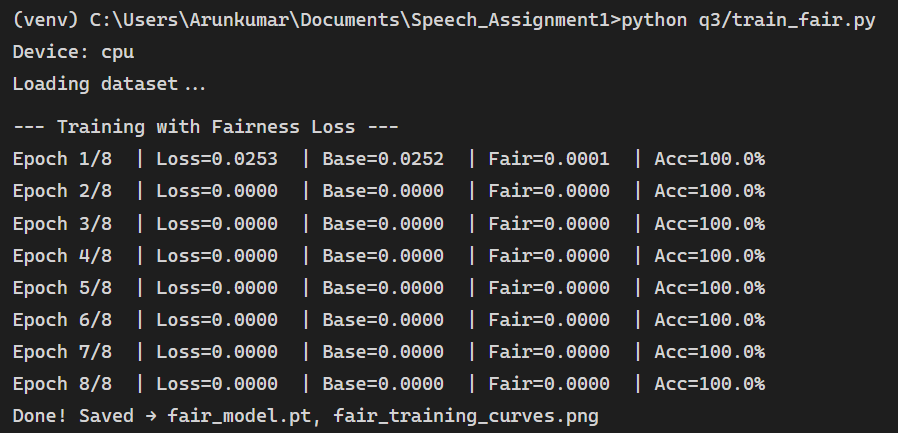 (venv) C:\Users\Arunkumar\Documents\Speech_Assignment1>python q3/train_fair.py
Device: cpu
Loading dataset...
--- Training with Fairness Loss ---
Epoch 1/8  | Loss=0.0253  | Base=0.0252  | Fair=0.0001  | Acc=100.0%
Epoch 2/8  | Loss=0.0000  | Base=0.0000  | Fair=0.0000  | Acc=100.0%
Epoch 3/8  | Loss=0.0000  | Base=0.0000  | Fair=0.0000  | Acc=100.0%
Epoch 4/8  | Loss=0.0000  | Base=0.0000  | Fair=0.0000  | Acc=100.0%
Epoch 5/8  | Loss=0.0000  | Base=0.0000  | Fair=0.0000  | Acc=100.0%
Epoch 6/8  | Loss=0.0000  | Base=0.0000  | Fair=0.0000  | Acc=100.0%
Epoch 7/8  | Loss=0.0000  | Base=0.0000  | Fair=0.0000  | Acc=100.0%
Epoch 8/8  | Loss=0.0000  | Base=0.0000  | Fair=0.0000  | Acc=100.0%
Done! Saved → fair_model.pt, fair_training_curves.png